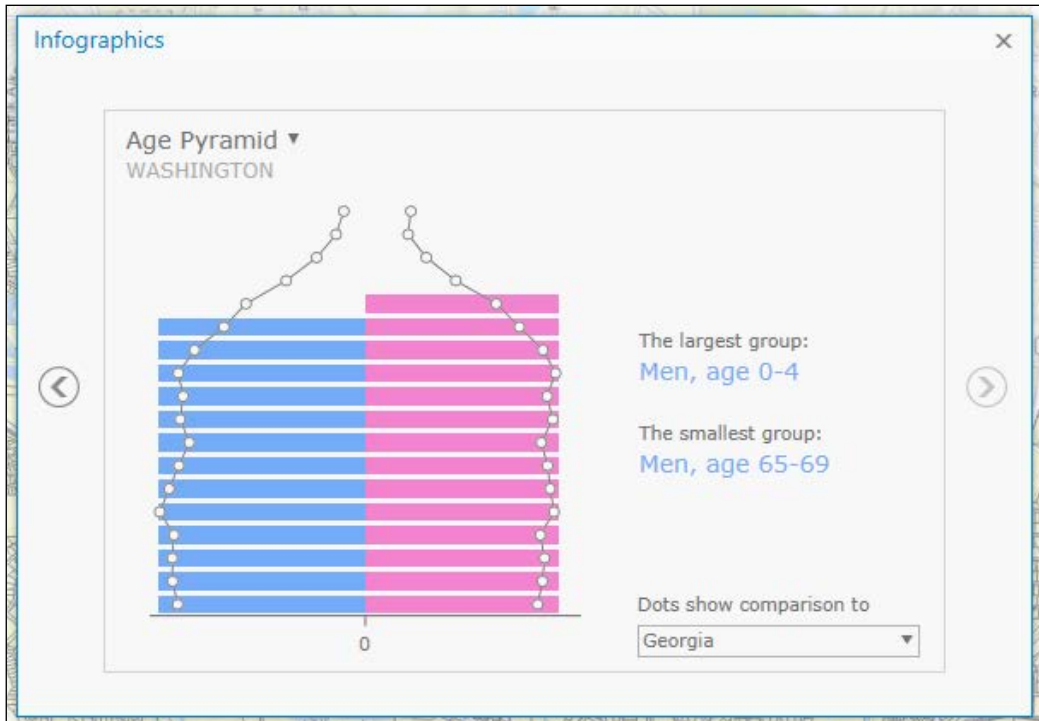 Infographics
Age Pyramid
WASHINGTON
The largest group:
Men, age 0-4
The smallest group:
Men, age 65-69
0
Dots show comparison to
Georgia